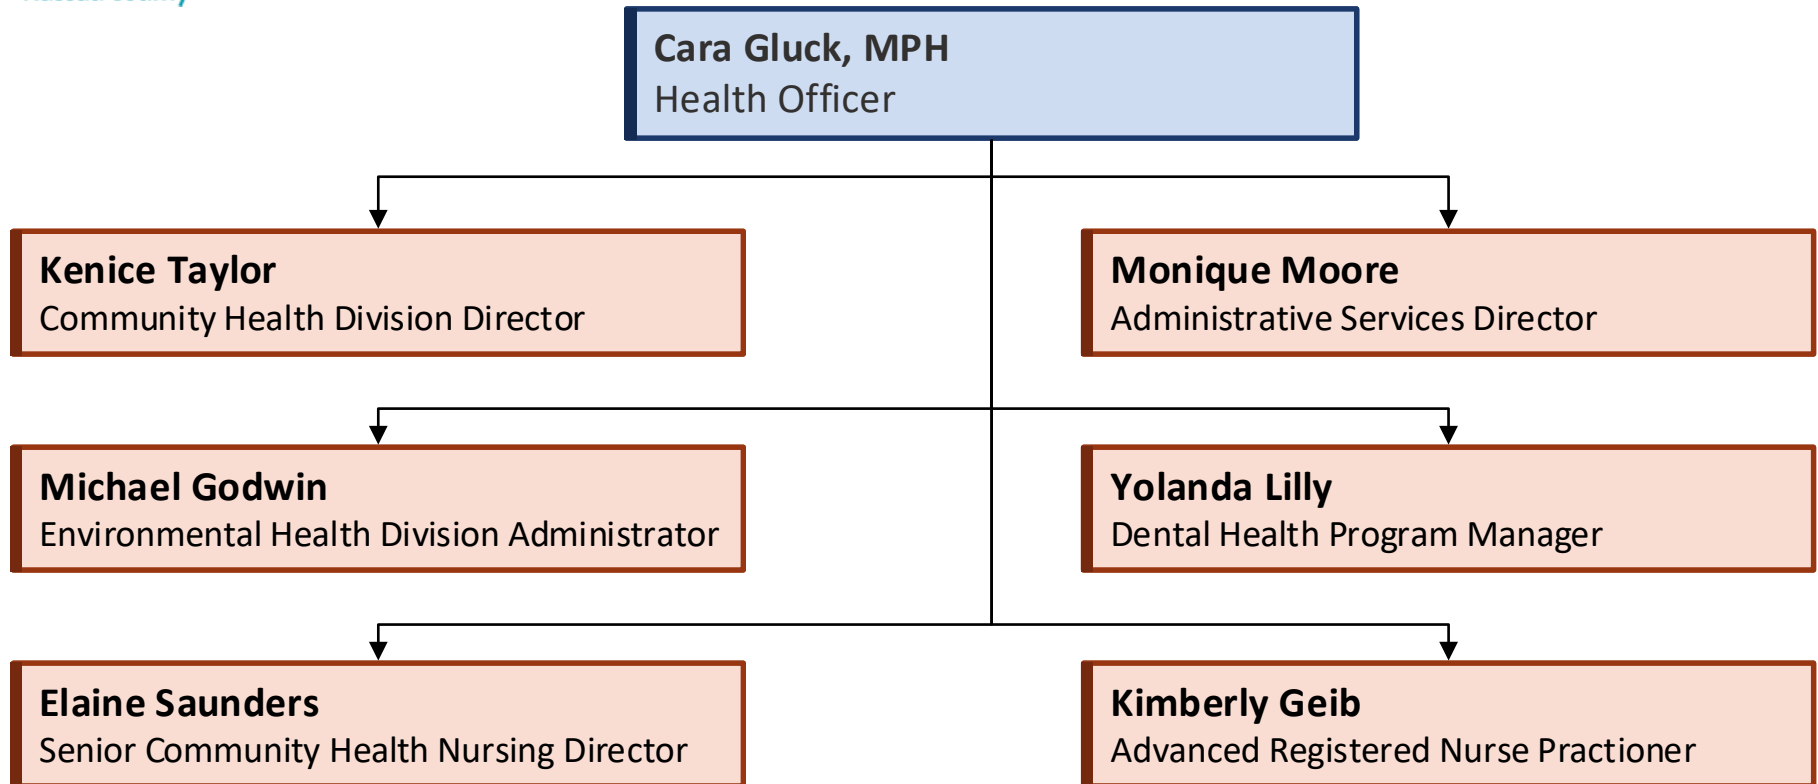 Cara Gluck, MPH
Health Officer
Kenice Taylor
Community Health Division Director
Monique Moore
Administrative Services Director
Michael Godwin
Environmental Health Division Administrator
Yolanda Lilly
Dental Health Program Manager
Elaine Saunders
Senior Community Health Nursing Director
Kimberly Geib
Advanced Registered Nurse Practioner